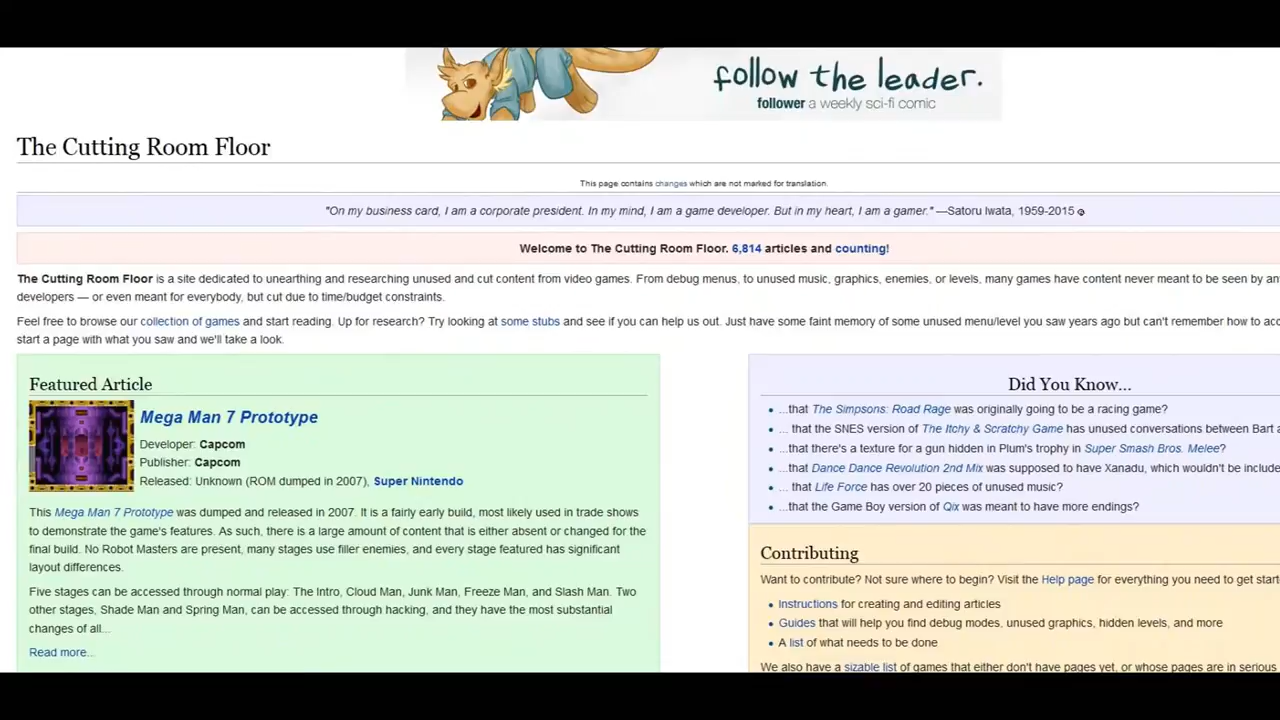 follow the leader.
follower a weekly sci-fi comic
The Cutting Room Floor
This page contains changes which are not marked for translation.
"On my business card, I am a corporate president. In my mind, I am a game developer. But in my heart, I am a gamer." —Satoru Iwata, 1959-2015
Welcome to The Cutting Room Floor. 6,814 articles and counting!
The Cutting Room Floor is a site dedicated to unearthing and researching unused and cut content from video games. From debug menus, to unused music, graphics, enemies, or levels, many games have content never meant to be seen by
developers — or even meant for everybody, but cut due to time/budget constraints.
Feel free to browse our collection of games and start reading. Up for research? Try looking at some stubs and see if you can help us out. Just have some faint memory of some unused menu/level you saw years ago but can't remember how to
start a page with what you saw and we'll take a look.
Featured Article
Mega Man 7 Prototype
Developer: Capcom
Publisher: Capcom
Released: Unknown (ROM dumped in 2007), Super Nintendo
This Mega Man 7 Prototype was dumped and released in 2007. It is a fairly early build, most likely used in trade shows
to demonstrate the game's features. As such, there is a large amount of content that is either absent or changed for the
final build. No Robot Masters are present, many stages use filler enemies, and every stage featured has significant
layout differences.
Five stages can be accessed through normal play: The Intro, Cloud Man, Junk Man, Freeze Man, and Slash Man. Two
other stages, Shade Man and Spring Man, can be accessed through hacking, and they have the most substantial
changes of all...
Read more...
Did You Know...
...that The Simpsons: Road Rage was originally going to be a racing game?
... that the SNES version of The Itchy & Scratchy Game has unused conversations between Bart
...that there's a texture for a gun hidden in Plum's trophy in Super Smash Bros. Melee?
...that Dance Dance Revolution 2nd Mix was supposed to have Xanadu, which wouldn't be
... that Life Force has over 20 pieces of unused music?
...that the Game Boy version of Qix was meant to have more endings?
Contributing
Want to contribute? Not sure where to begin? Visit the Help page for everything you need to get
Instructions for creating and editing articles
Guides that will help you find debug modes, unused graphics, hidden levels, and more
A list of what needs to be done
We also have a sizable list of games that either don't have pages yet, or whose pages are in serious